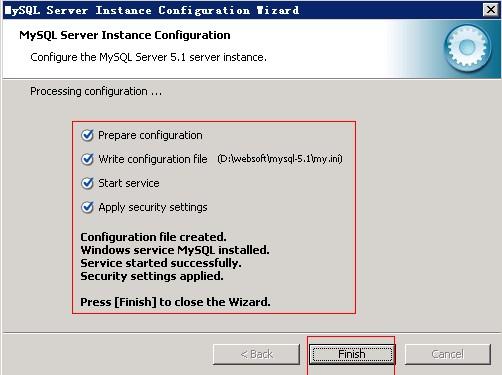 MySQL Server Instance Configuration Wizard
MySQL Server Instance Configuration
Configure the MySQL Server 5.1 server instance.
Processing configuration ...
Prepare configuration
Write configuration file (D:\websoft\mysql-5.1\my.ini)
Start service
Apply security settings
Configuration file created.
Windows service MySQL installed.
Service started successfully.
Security settings applied.
Press [Finish] to close the Wizard.
< Back Finish Cancel